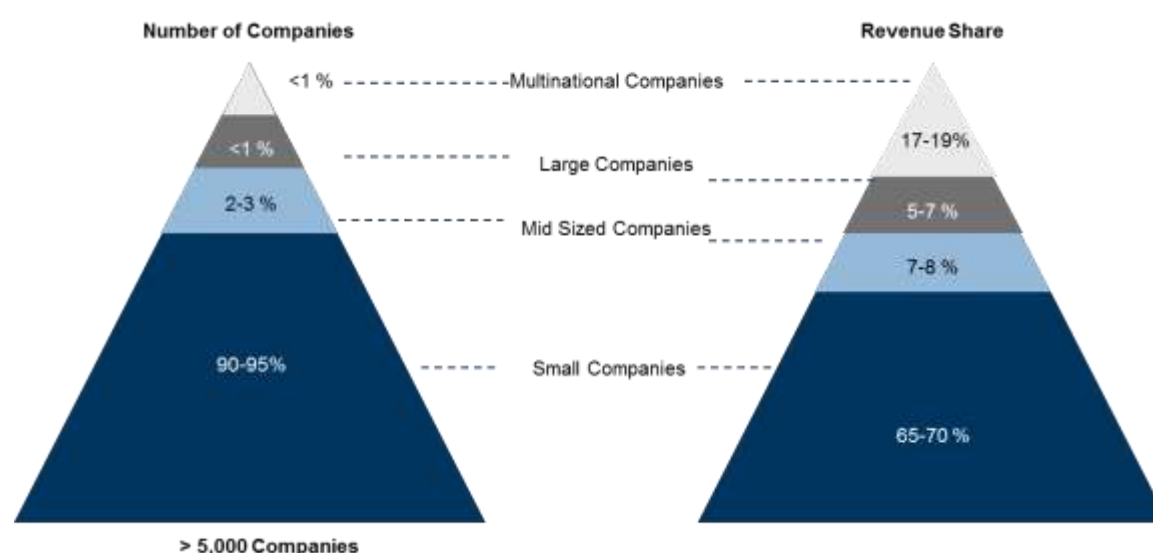 Number of Companies
Revenue Share
<1 %
Multinational Companies
<1 %
17-19%
Large Companies
2-3 %
5-7 %
Mid Sized Companies
7-8 %
90-95%
Small Companies
65-70 %
> 5,000 Companies